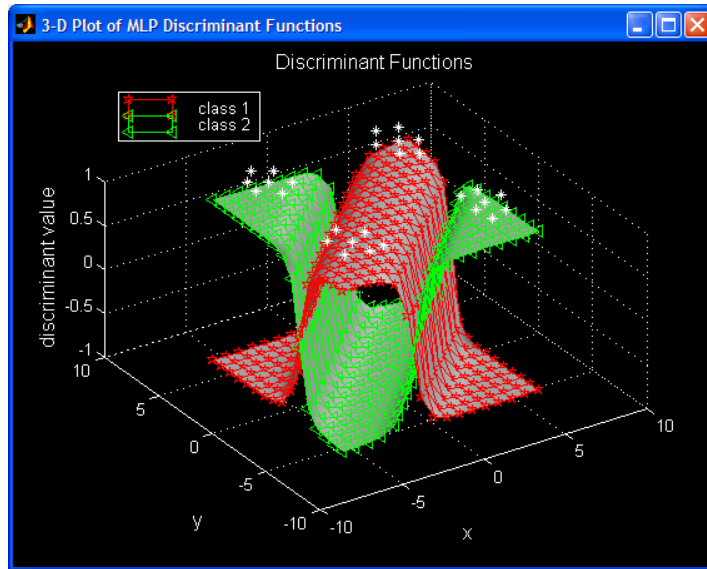 3-D Plot of MLP Discriminant Functions
Discriminant Functions
class 1
class 2
1
0.5
0
-0.5
-1
discriminant value
10
5
0
-5
-10
y
-10
-5
0
5
10
x